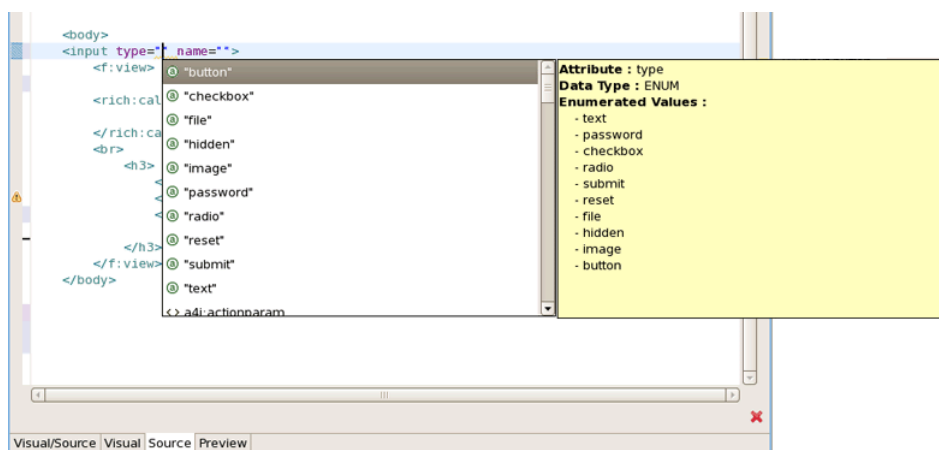 <body>
<input type="" name="">
<f:view>
<rich:cal
</rich:ca
<br>
<h3>
<
<
<
</h3>
</f:view>
</body>
"button"
"checkbox"
"file"
"hidden"
"image"
"password"
"radio"
"reset"
"submit"
"text"
<> a4j:actionparam
Attribute : type
Data Type : ENUM
Enumerated Values :
- text
- password
- checkbox
- radio
- submit
- reset
- file
- hidden
- image
- button
Visual/Source Visual Source Preview